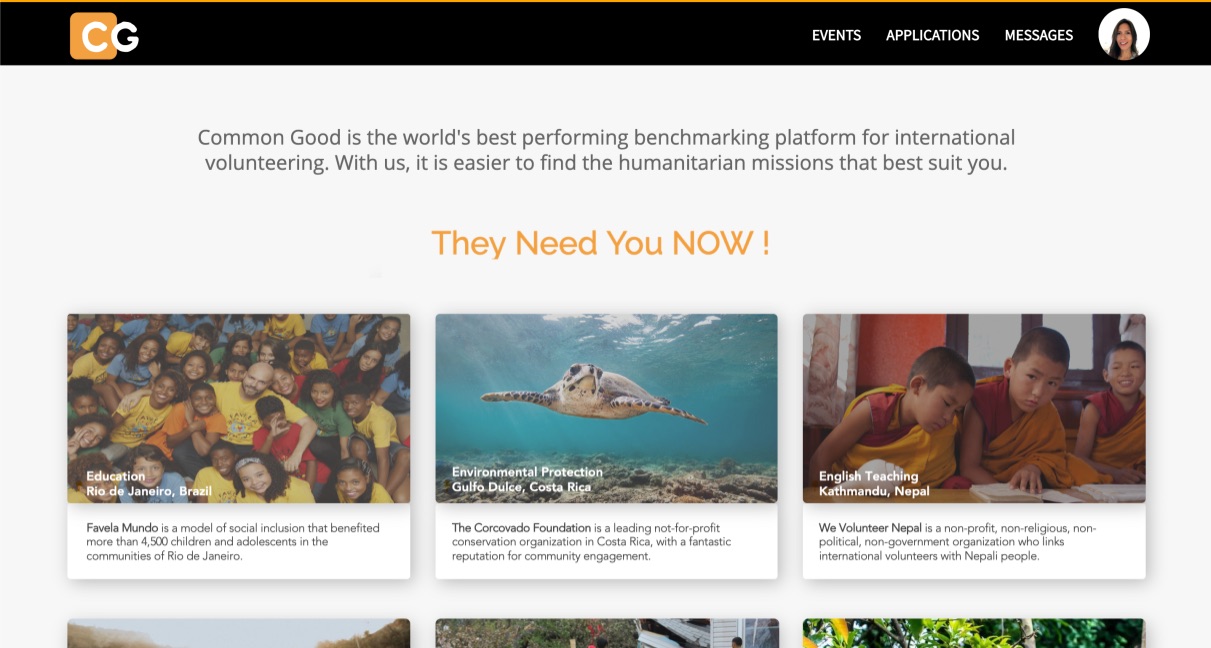 CG
EVENTS APPLICATIONS MESSAGES
Common Good is the world's best performing benchmarking platform for international
volunteering. With us, it is easier to find the humanitarian missions that best suit you.
They Need You NOW !
Education
Rio de Janeiro, Brazil
Favela Mundo is a model of social inclusion that benefited
more than 4,500 children and adolescents in the
communities of Rio de Janeiro.
Environmental Protection
Gulfo Dulce, Costa Rica
The Corcovado Foundation is a leading not-for-profit
conservation organization in Costa Rica, with a fantastic
reputation for community engagement.
English Teaching
Kathmandu, Nepal
We Volunteer Nepal is a non-profit, non-religious, non-
political, non-government organization who links
international volunteers with Nepali people.